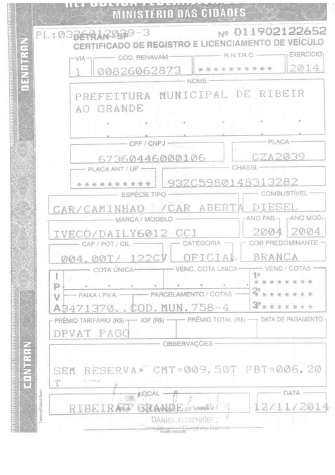 MINISTÉRIO DAS CIDADES
DENATRAN
DETRAN - SP Nº 011902122652
CERTIFICADO DE REGISTRO E LICENCIAMENTO DE VEÍCULO
VIA CÓD. RENAVAM R.N.T.R.C. EXERCÍCIO
1 00826062873 ********** 2014
NOME
PREFEITURA MUNICIPAL DE RIBEIR
AO GRANDE
CPF / CNPJ PLACA
67360446000106 CZA2039
PLACA ANT / UF CHASSI
********** 93ZC5980148313282
ESPÉCIE TIPO COMBUSTÍVEL
CAR/CAMINHAO /CAR ABERTA DIESEL
MARCA / MODELO ANO FAB. ANO MOD.
IVECO/DAILY6012 CC1 2004 2004
CAP / POT / CIL CATEGORIA COR PREDOMINANTE
004.00T/ 122CV OFICIAL BRANCA
IPVA
COTA ÚNICA VENC. COTA ÚNICA VENC. / COTAS
1º
FAIXA I.P.V.A. PARCELAMENTO / COTAS 2º
A3471370..COD.MUN.758-4 3º
PRÊMIO TARIFÁRIO (R$) IOF (R$) PRÊMIO TOTAL (R$) DATA DE PAGAMENTO
DPVAT PAGO
OBSERVAÇÕES
SEM RESERVA* CMT=009.50T PBT=006.20
T
CONTRAN
LOCAL DATA
RIBEIRAO GRANDE 12/11/2014